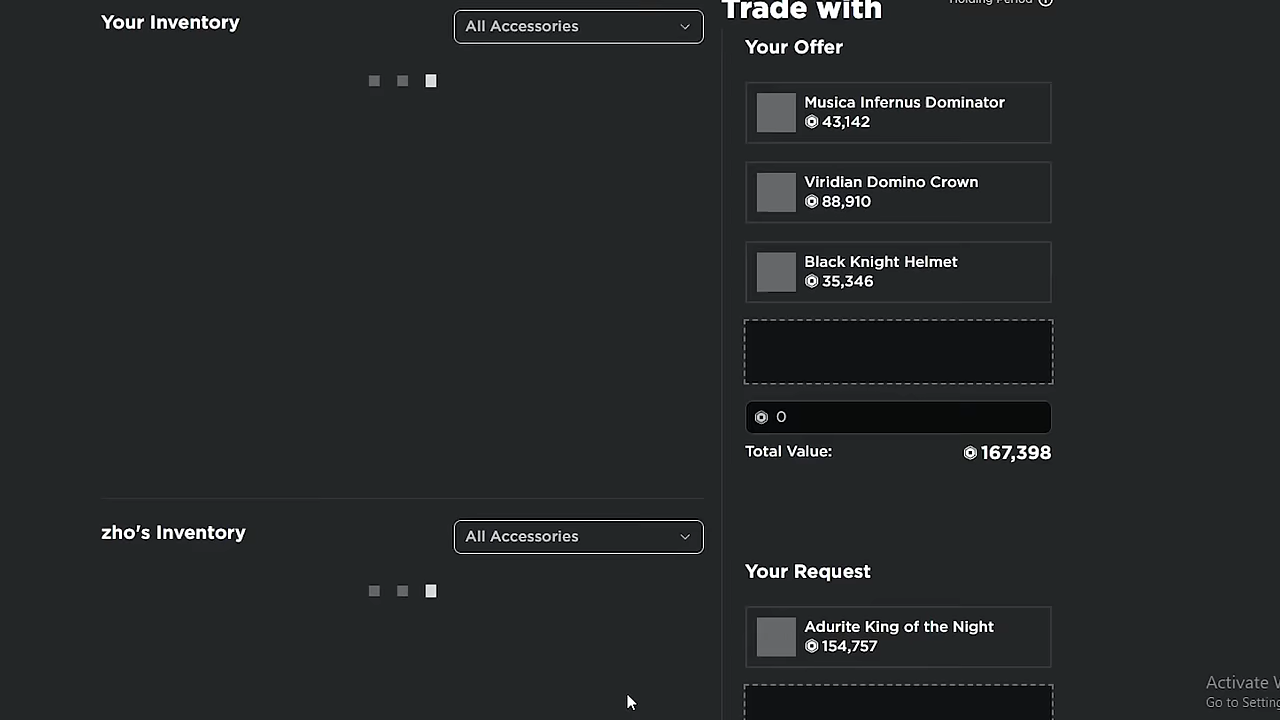 Your Inventory
All Accessories
zho's Inventory
All Accessories
Trade with
Holding Period
Your Offer
Musica Infernus Dominator
43,142
Viridian Domino Crown
88,910
Black Knight Helmet
35,346
0
Total Value: 167,398
Your Request
Adurite King of the Night
154,757
Activate
Go to Setting